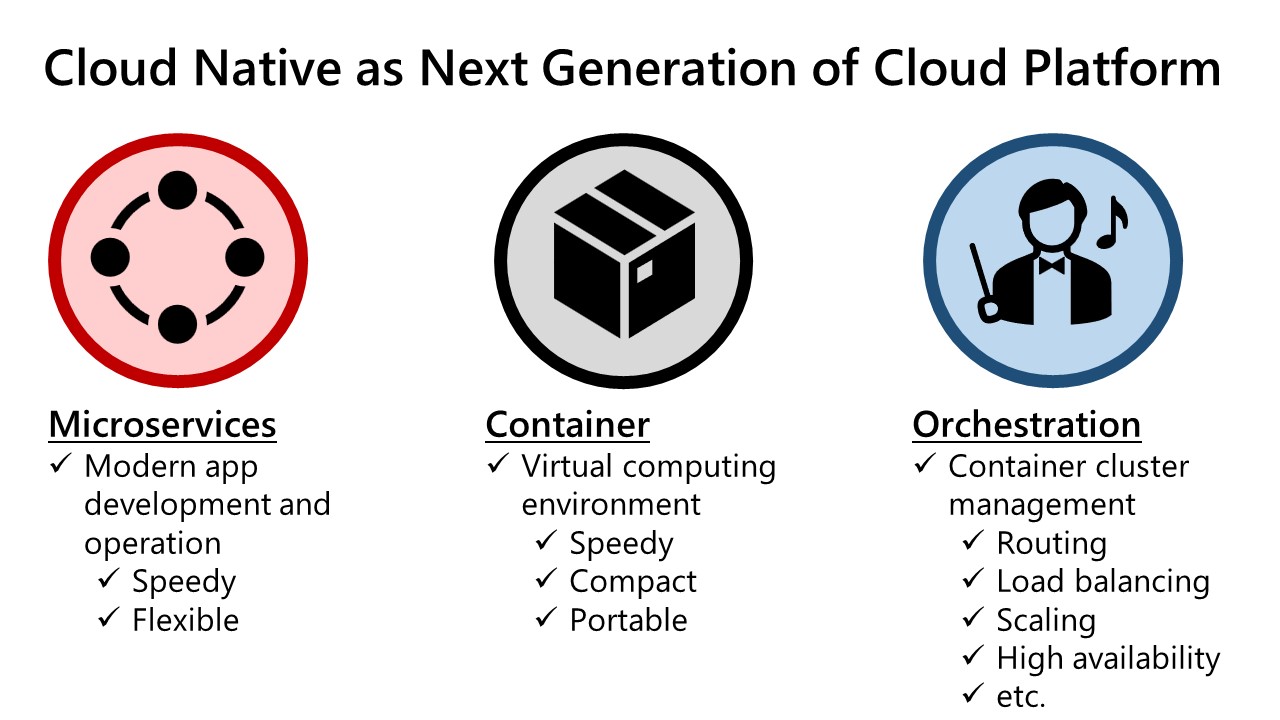 Cloud Native as Next Generation of Cloud Platform
Microservices
✓ Modern app
development and
operation
✓ Speedy
✓ Flexible
Container
✓ Virtual computing
environment
✓ Speedy
✓ Compact
✓ Portable
Orchestration
✓ Container cluster
management
✓ Routing
✓ Load balancing
✓ Scaling
✓ High availability
✓ etc.